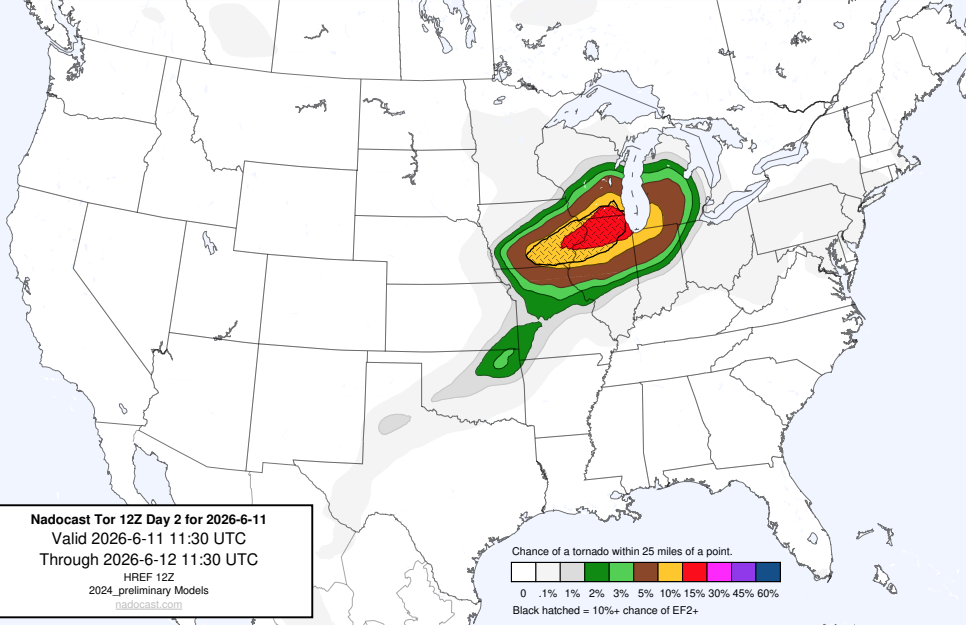 Nadocast Tor 12Z Day 2 for 2026-6-11
Valid 2026-6-11 11:30 UTC
Through 2026-6-12 11:30 UTC
HREF 12Z
2024_preliminary Models
nadocast.com
Chance of a tornado within 25 miles of a point.
0 .1% 1% 2% 3% 5% 10% 15% 30% 45% 60%
Black hatched = 10%+ chance of EF2+